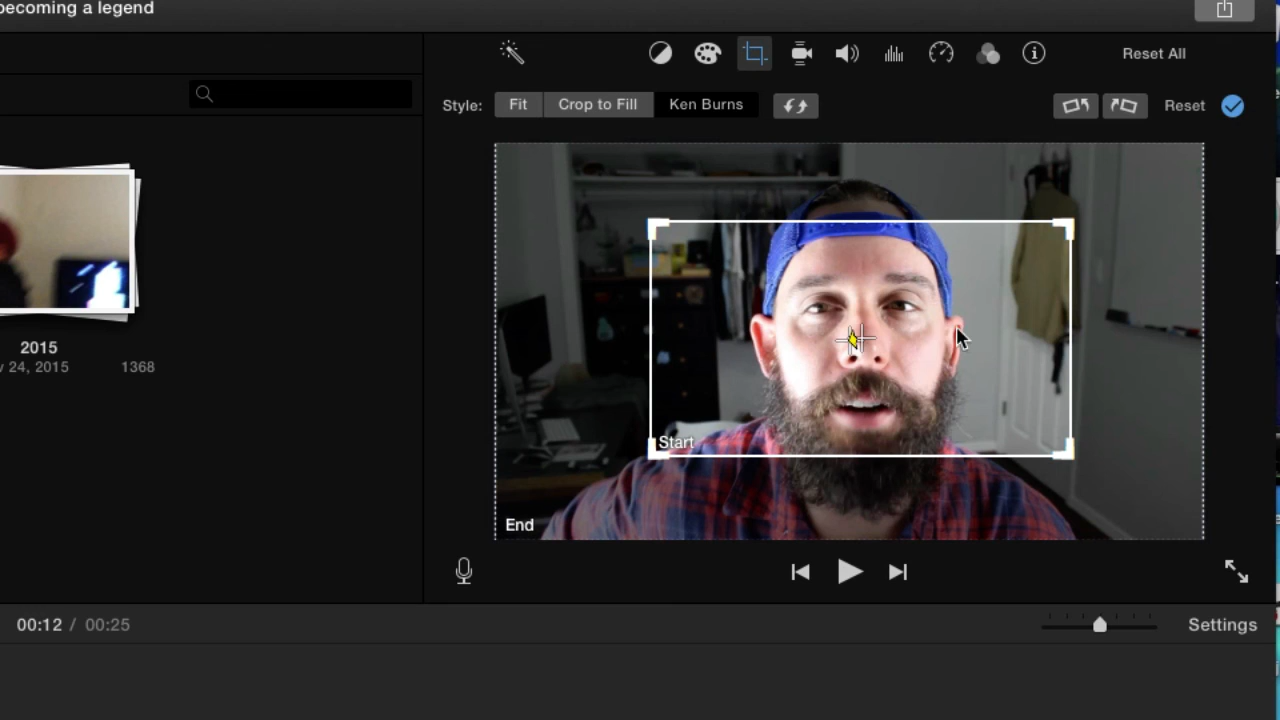 becoming a legend
Reset All
Style: Fit Crop to Fill Ken Burns Reset
2015
24, 2015 1368
Start
End
00:12 / 00:25 Settings